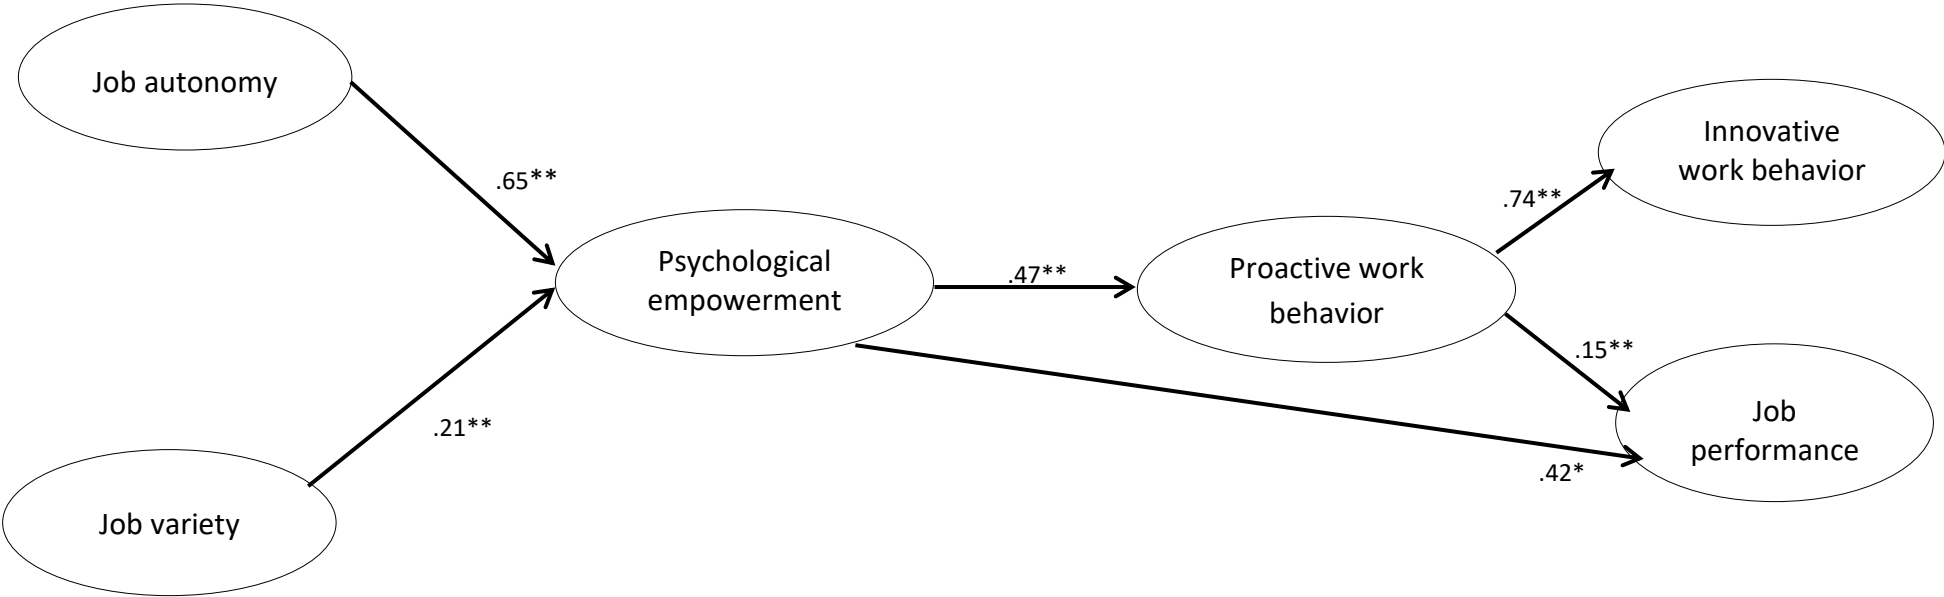 Job autonomy
.65**
Job variety
.21**
Psychological
empowerment
.47**
Proactive work
behavior
.74**
Innovative
work behavior
.15**
Job
performance
.42*